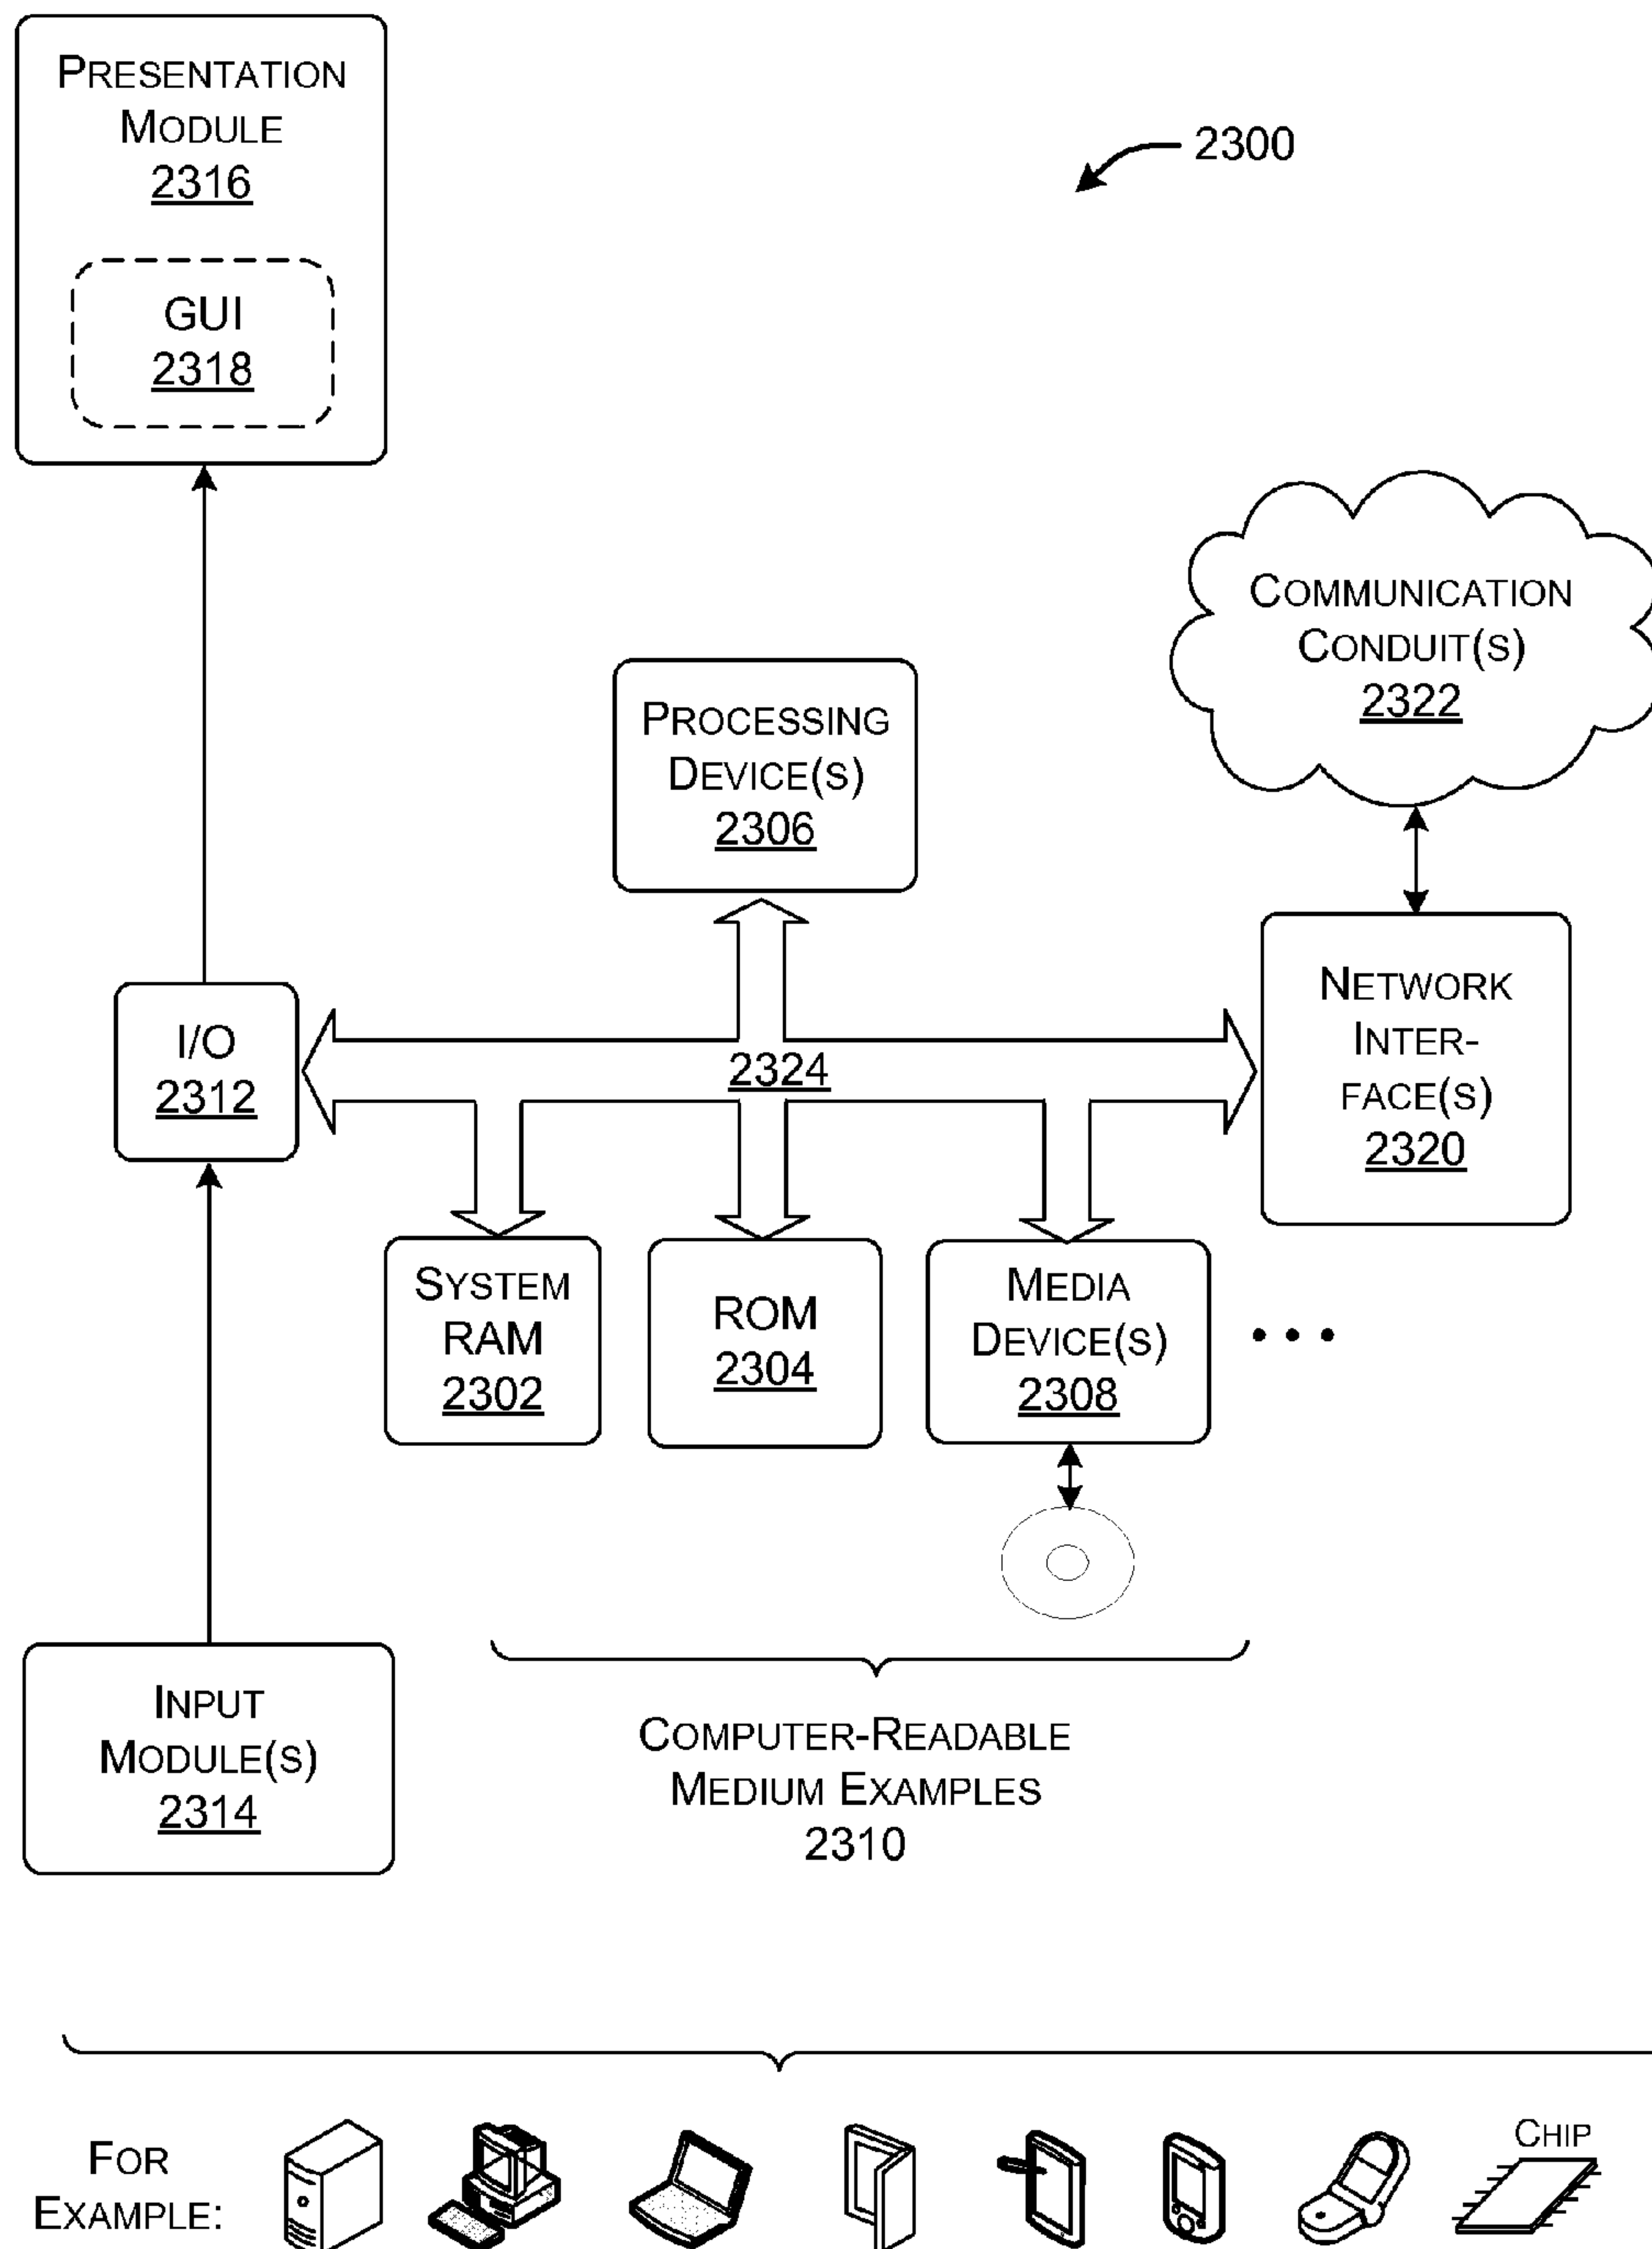 PRESENTATION
MODULE
2316
GUI
2318
2300
COMMUNICATION
CONDUIT(S)
2322
PROCESSING
DEVICE(S)
2306
NETWORK
INTER-
FACE(S)
2320
I/O
2312
2324
SYSTEM
RAM
2302
ROM
2304
MEDIA
DEVICE(S)
2308
• • •
INPUT
MODULE(S)
2314
COMPUTER-READABLE
MEDIUM EXAMPLES
2310
FOR
EXAMPLE:
CHIP